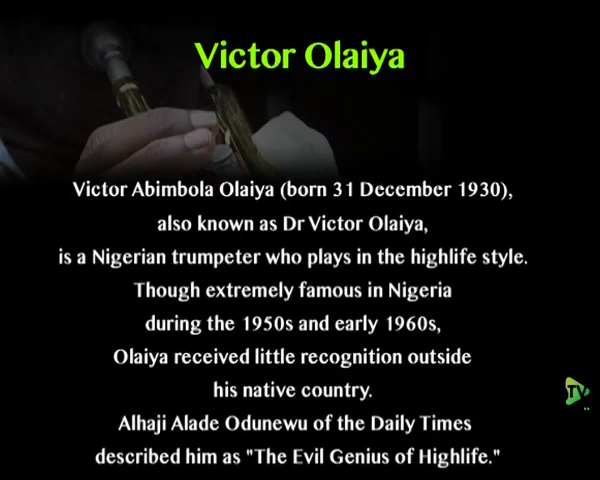 Victor Olaiya
Victor Abimbola Olaiya (born 31 December 1930),
also known as Dr Victor Olaiya,
is a Nigerian trumpeter who plays in the highlife style.
Though extremely famous in Nigeria
during the 1950s and early 1960s,
Olaiya received little recognition outside
his native country.
TV
Alhaji Alade Odunewu of the Daily Times
described him as "The Evil Genius of Highlife."